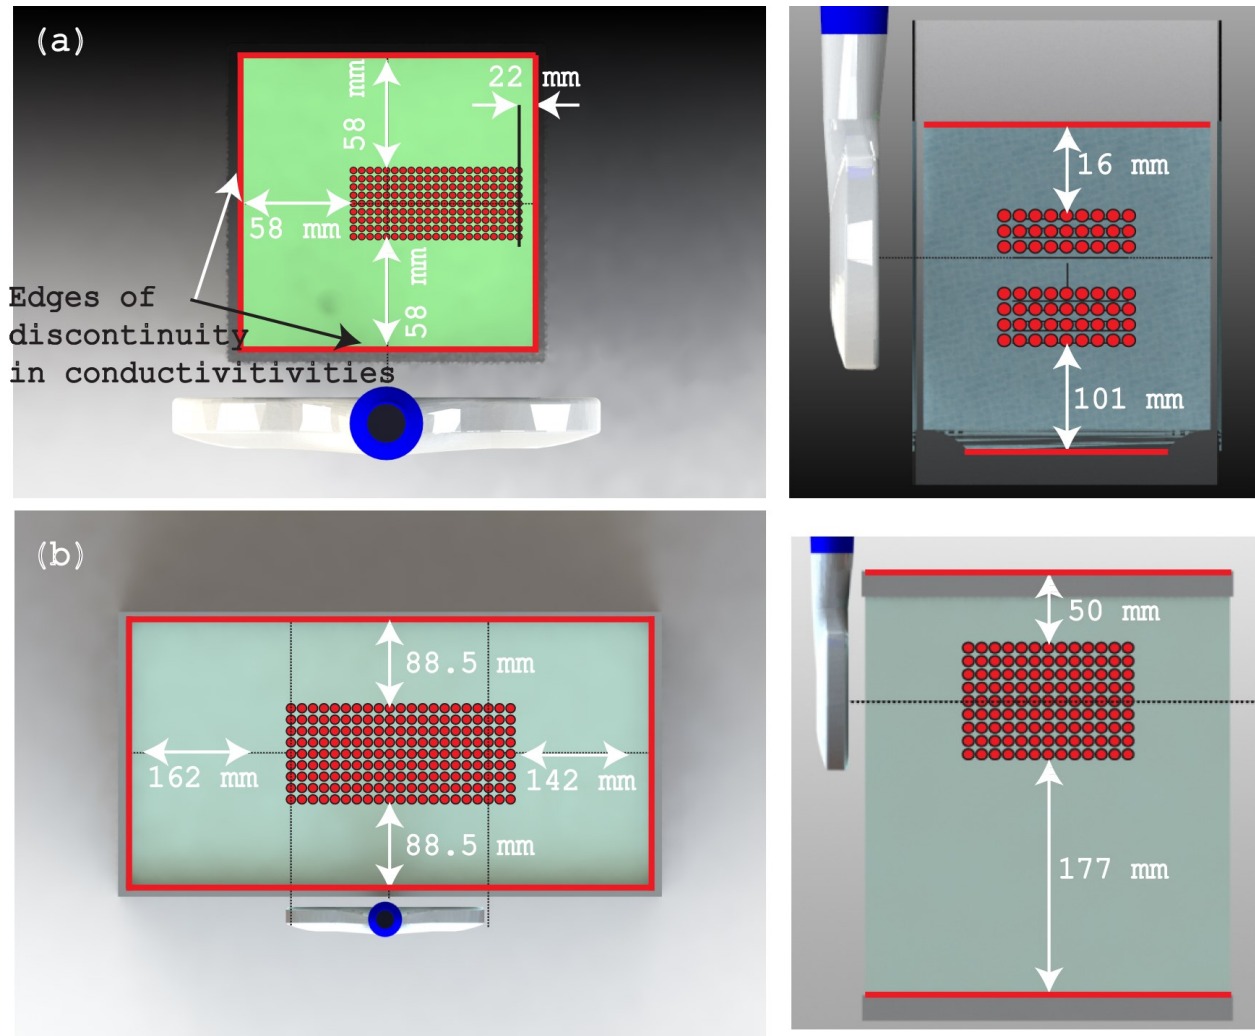 (a)
22 mm
58 mm
58 mm
58 mm
Edges of
discontinuity
in conductivitivities
16 mm
101 mm
(b)
88.5 mm
162 mm
142 mm
88.5 mm
50 mm
177 mm